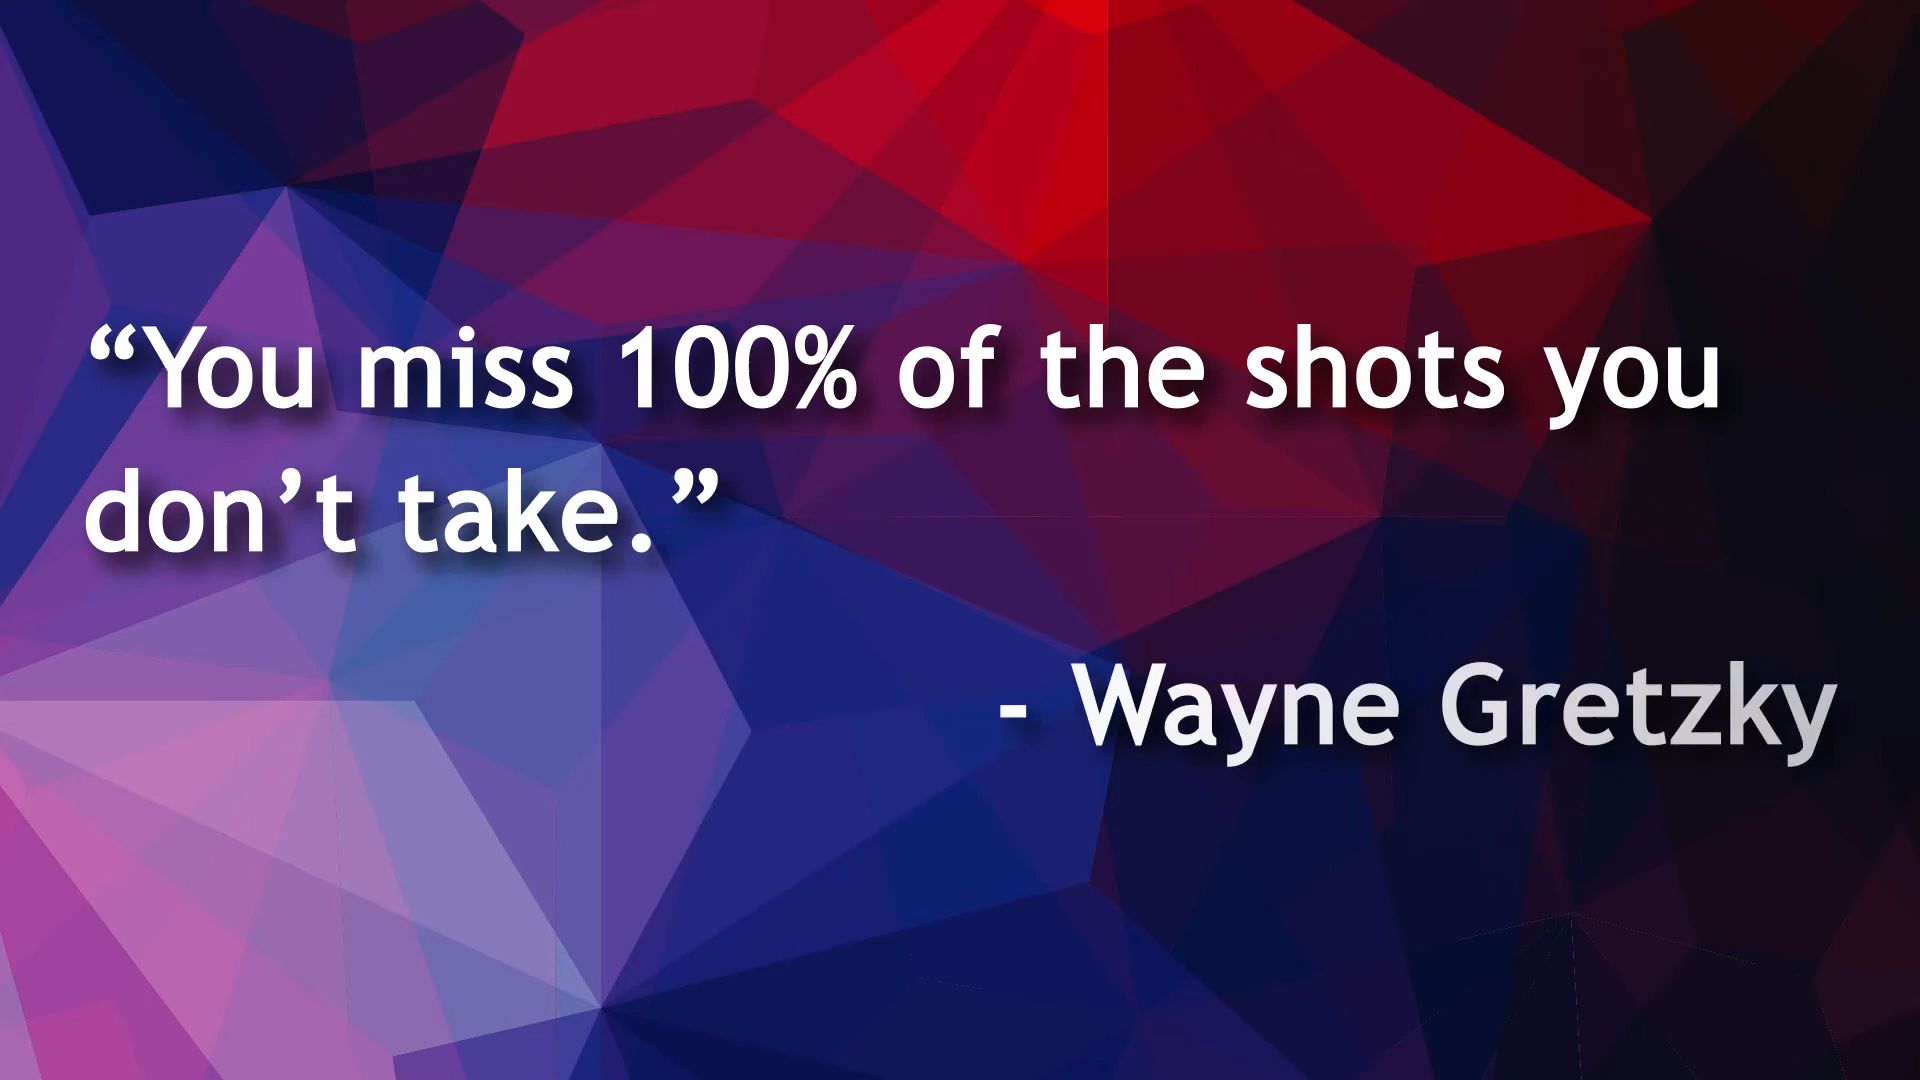 “You miss 100% of the shots you
don’t take.”
- Wayne Gretzky